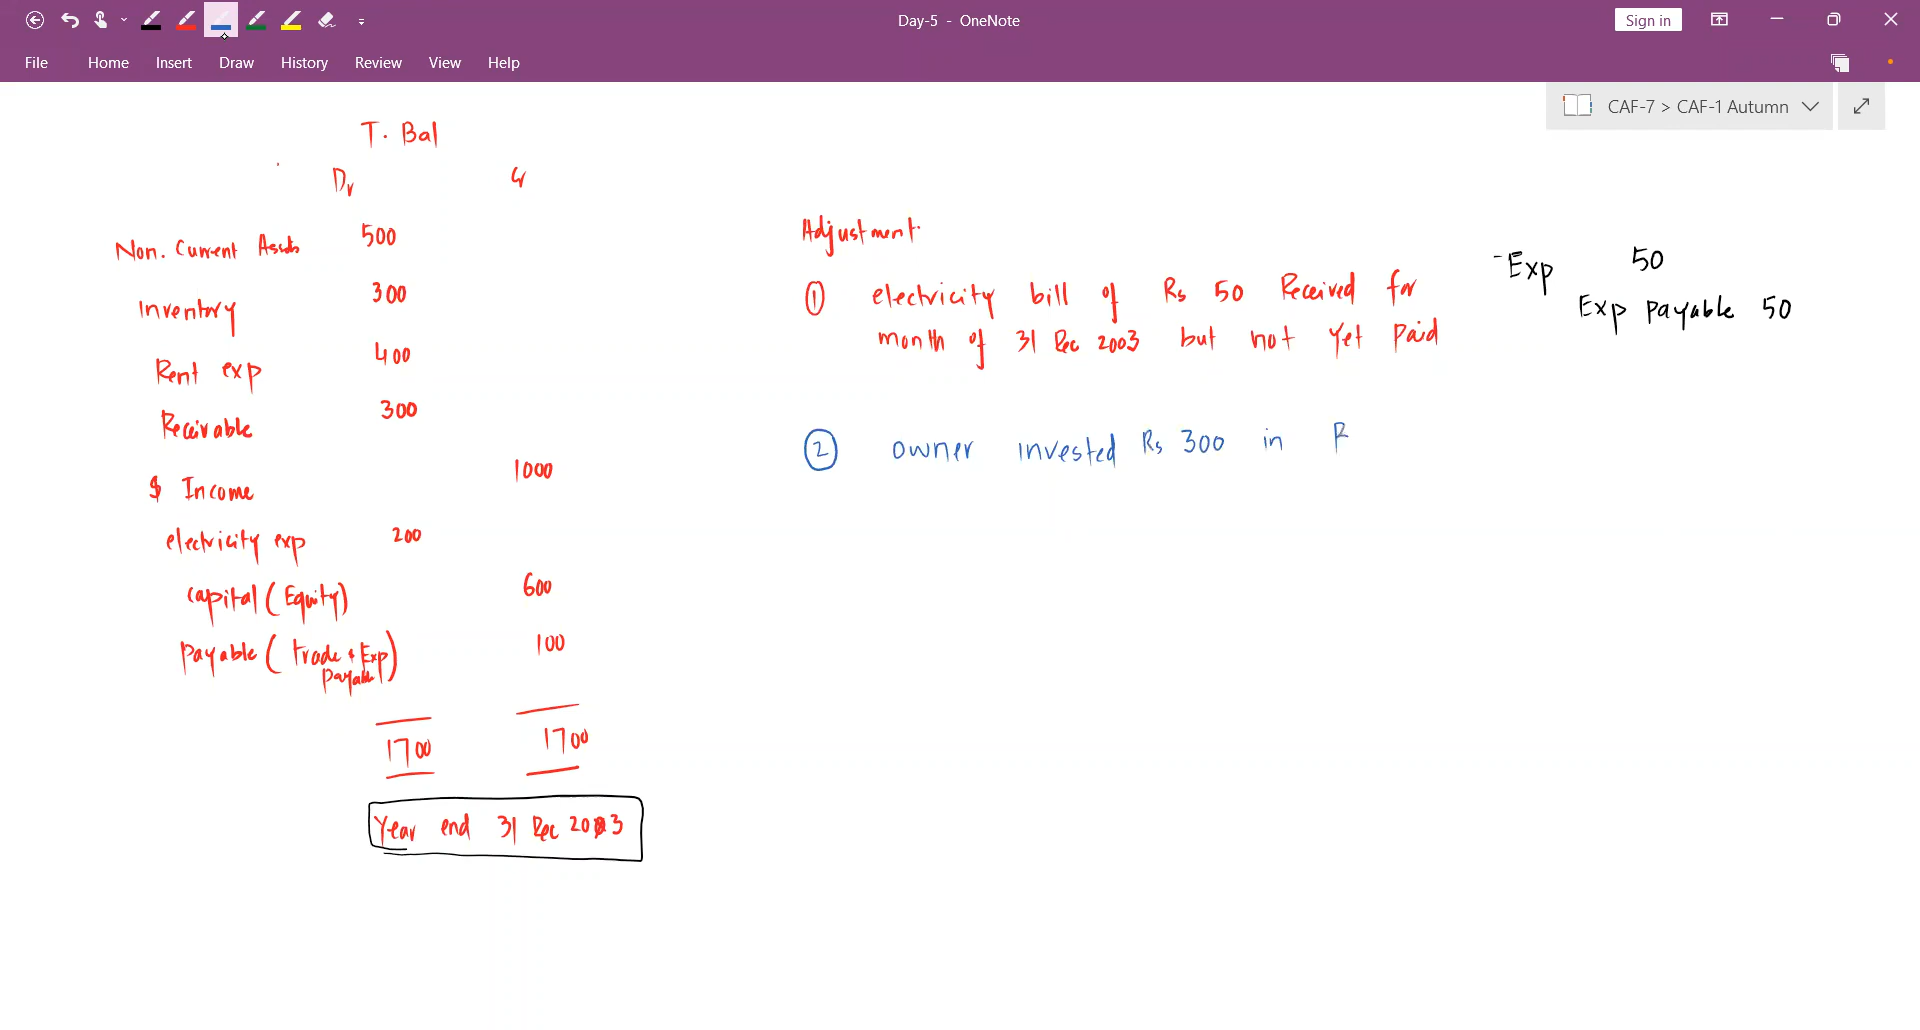 Day-5 - OneNote
Sign in
File Home Insert Draw History Review View Help
CAF-7 > CAF-1 Autumn
T. Bal
Dr Cr
Non. Current Assets 500
Inventory 300
Rent exp 400
Receivable 300
$ Income 1000
electricity exp 200
capital (Equity) 600
payable (trade & Exp payable) 100
1700 1700
Year end 31 Dec 2003
Adjustment.
① electricity bill of Rs 50 Received for
month of 31 Dec 2003 but not yet paid
② owner invested Rs 300 in
Exp 50
Exp payable 50